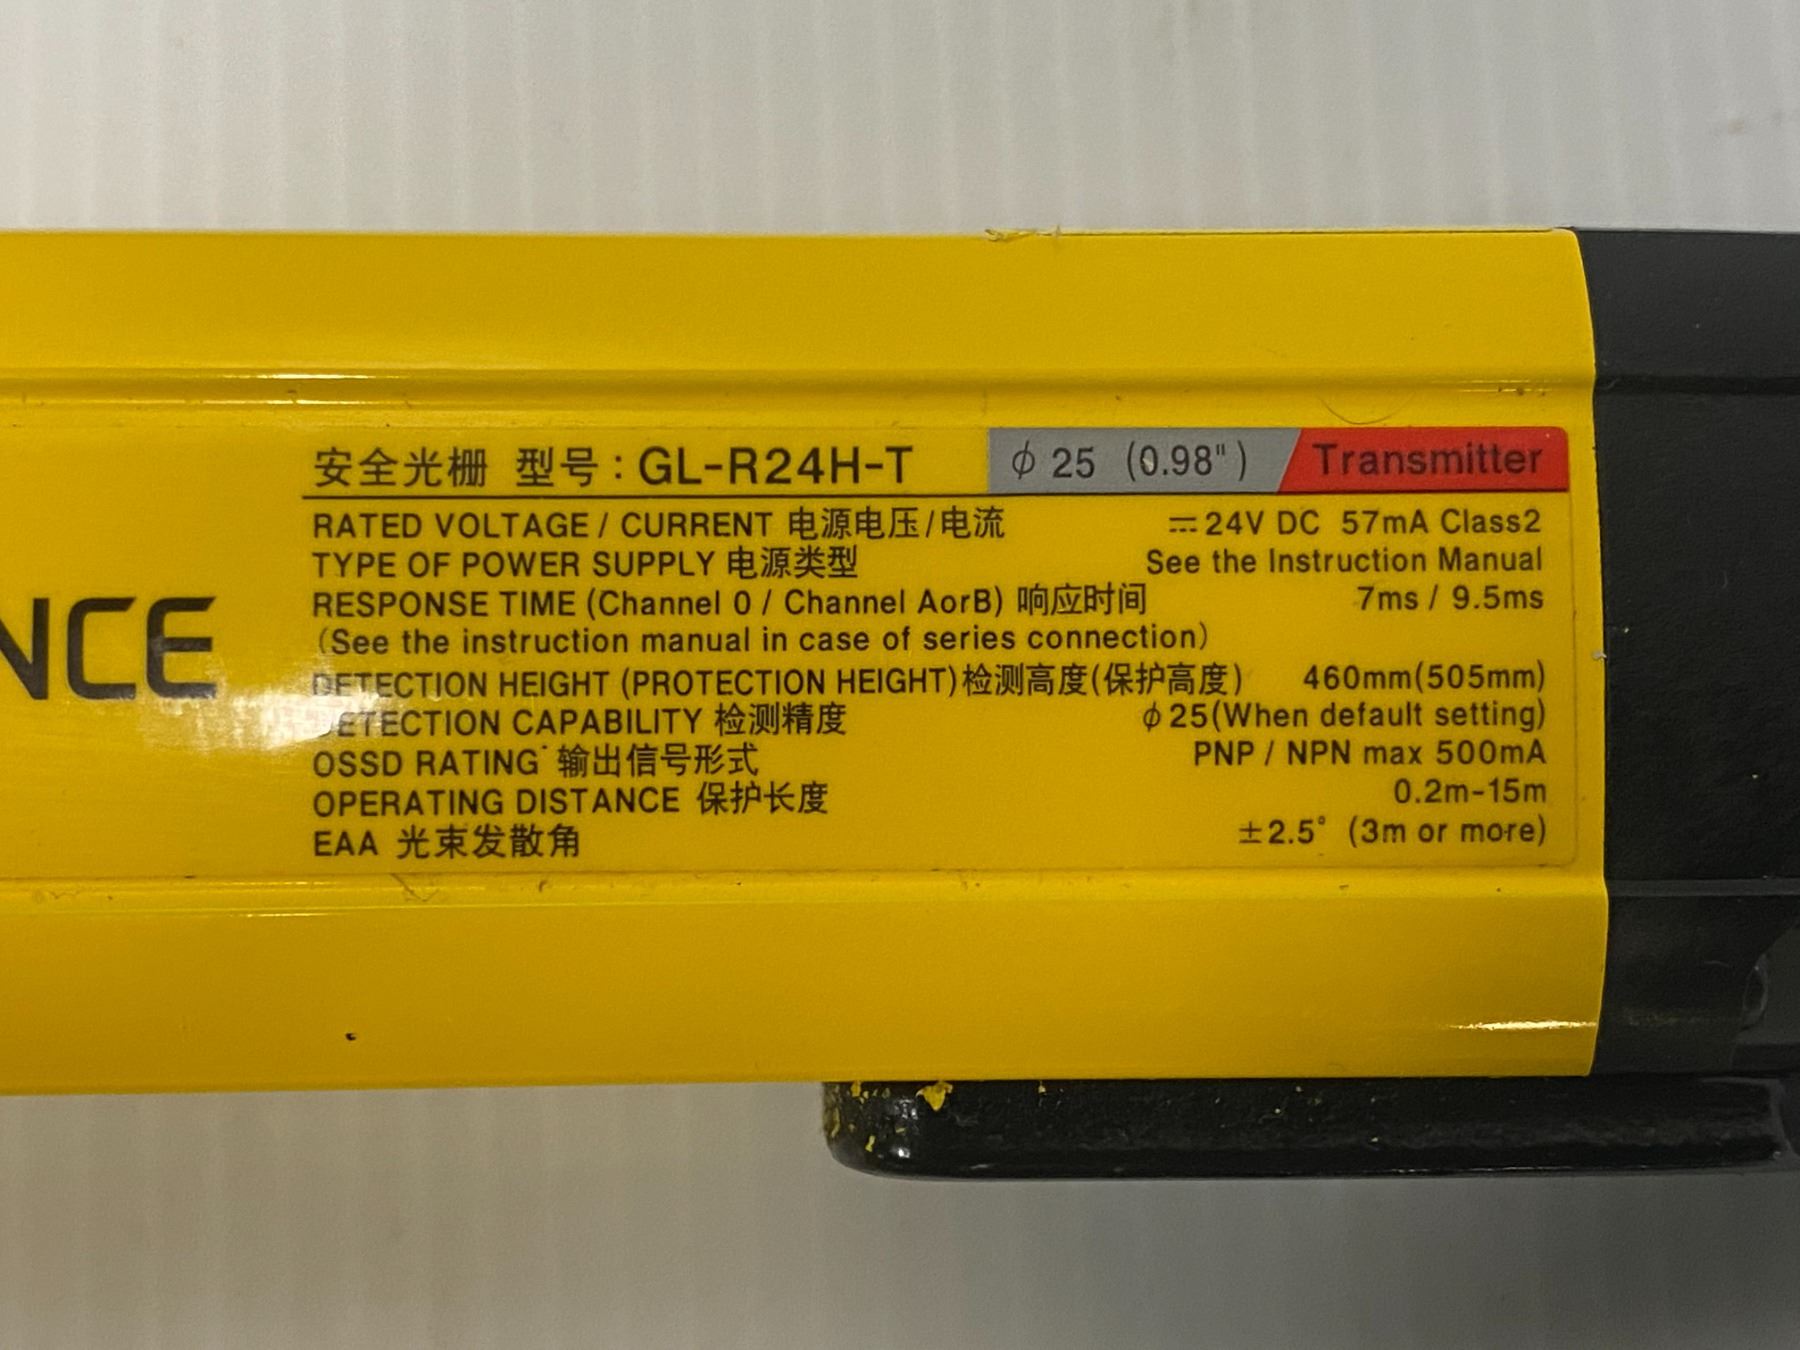 安全光栅 型号：GL-R24H-T φ25 (0.98") Transmitter
RATED VOLTAGE / CURRENT 电源电压/电流 ⎓24V DC 57mA Class2
TYPE OF POWER SUPPLY 电源类型 See the Instruction Manual
RESPONSE TIME (Channel 0 / Channel AorB) 响应时间 7ms / 9.5ms
(See the instruction manual in case of series connection)
NCE
DETECTION HEIGHT (PROTECTION HEIGHT)检测高度(保护高度) 460mm(505mm)
DETECTION CAPABILITY 检测精度 φ25(When default setting)
OSSD RATING 输出信号形式 PNP / NPN max 500mA
OPERATING DISTANCE 保护长度 0.2m-15m
EAA 光束发散角 ±2.5° (3m or more)